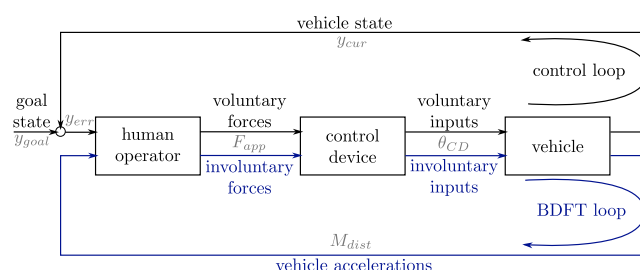 vehicle state
y_cur
control loop
goal
state
y_goal
y_err
human
operator
voluntary
forces
F_app
involuntary
forces
control
device
voluntary
inputs
θ_CD
involuntary
inputs
vehicle
BDFT loop
M_dist
vehicle accelerations